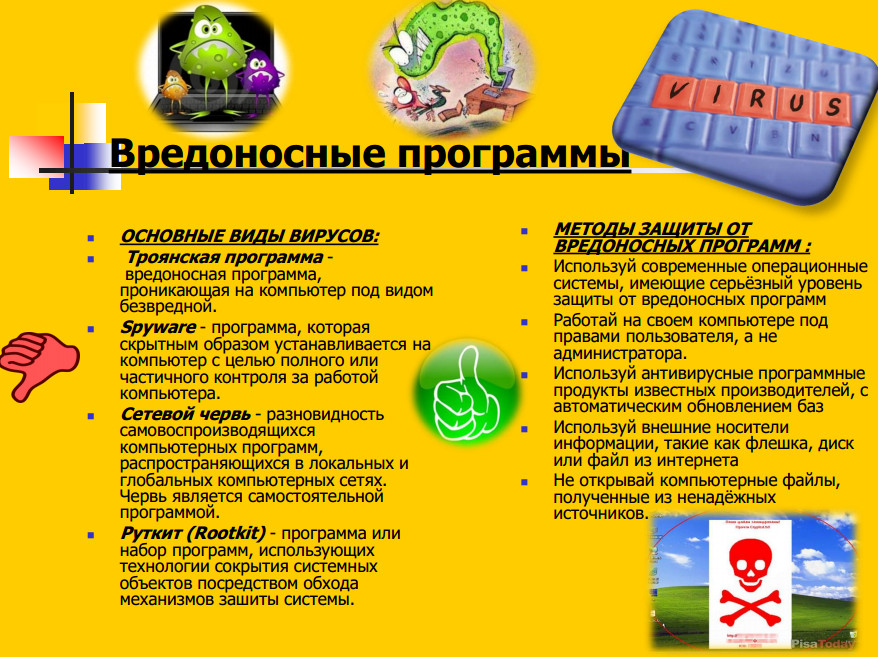 VIRUS
Вредоносные программы
ОСНОВНЫЕ ВИДЫ ВИРУСОВ:
Троянская программа -
вредоносная программа,
проникающая на компьютер под видом
безвредной.
Spyware - программа, которая
скрытным образом устанавливается на
компьютер с целью полного или
частичного контроля за работой
компьютера.
Сетевой червь - разновидность
самовоспроизводящихся
компьютерных программ,
распространяющихся в локальных и
глобальных компьютерных сетях.
Червь является самостоятельной
программой.
Руткит (Rootkit) - программа или
набор программ, использующих
технологии сокрытия системных
объектов посредством обхода
механизмов зашиты системы.
МЕТОДЫ ЗАЩИТЫ ОТ
ВРЕДОНОСНЫХ ПРОГРАММ :
Используй современные операционные
системы, имеющие серьёзный уровень
защиты от вредоносных программ
Работай на своем компьютере под
правами пользователя, а не
администратора.
Используй антивирусные программные
продукты известных производителей, с
автоматическим обновлением баз
Используй внешние носители
информации, такие как флешка, диск
или файл из интернета
Не открывай компьютерные файлы,
полученные из ненадёжных
источников.
PisaToday